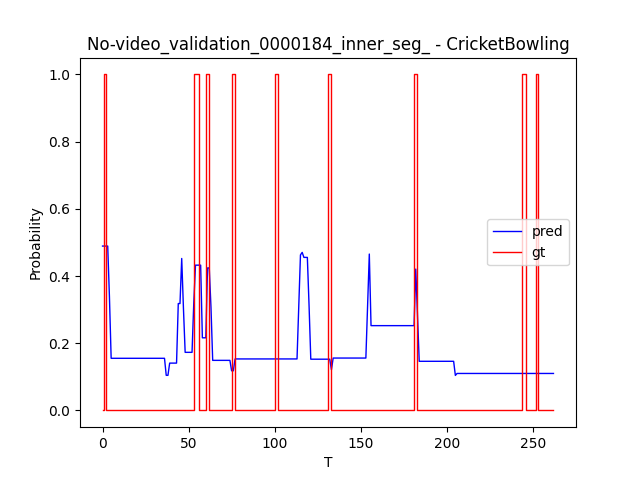 No-video_validation_0000184_inner_seg_ - CricketBowling
1.0
0.8
0.6
0.4
0.2
0.0
Probability
pred
gt
0 50 100 150 200 250
T